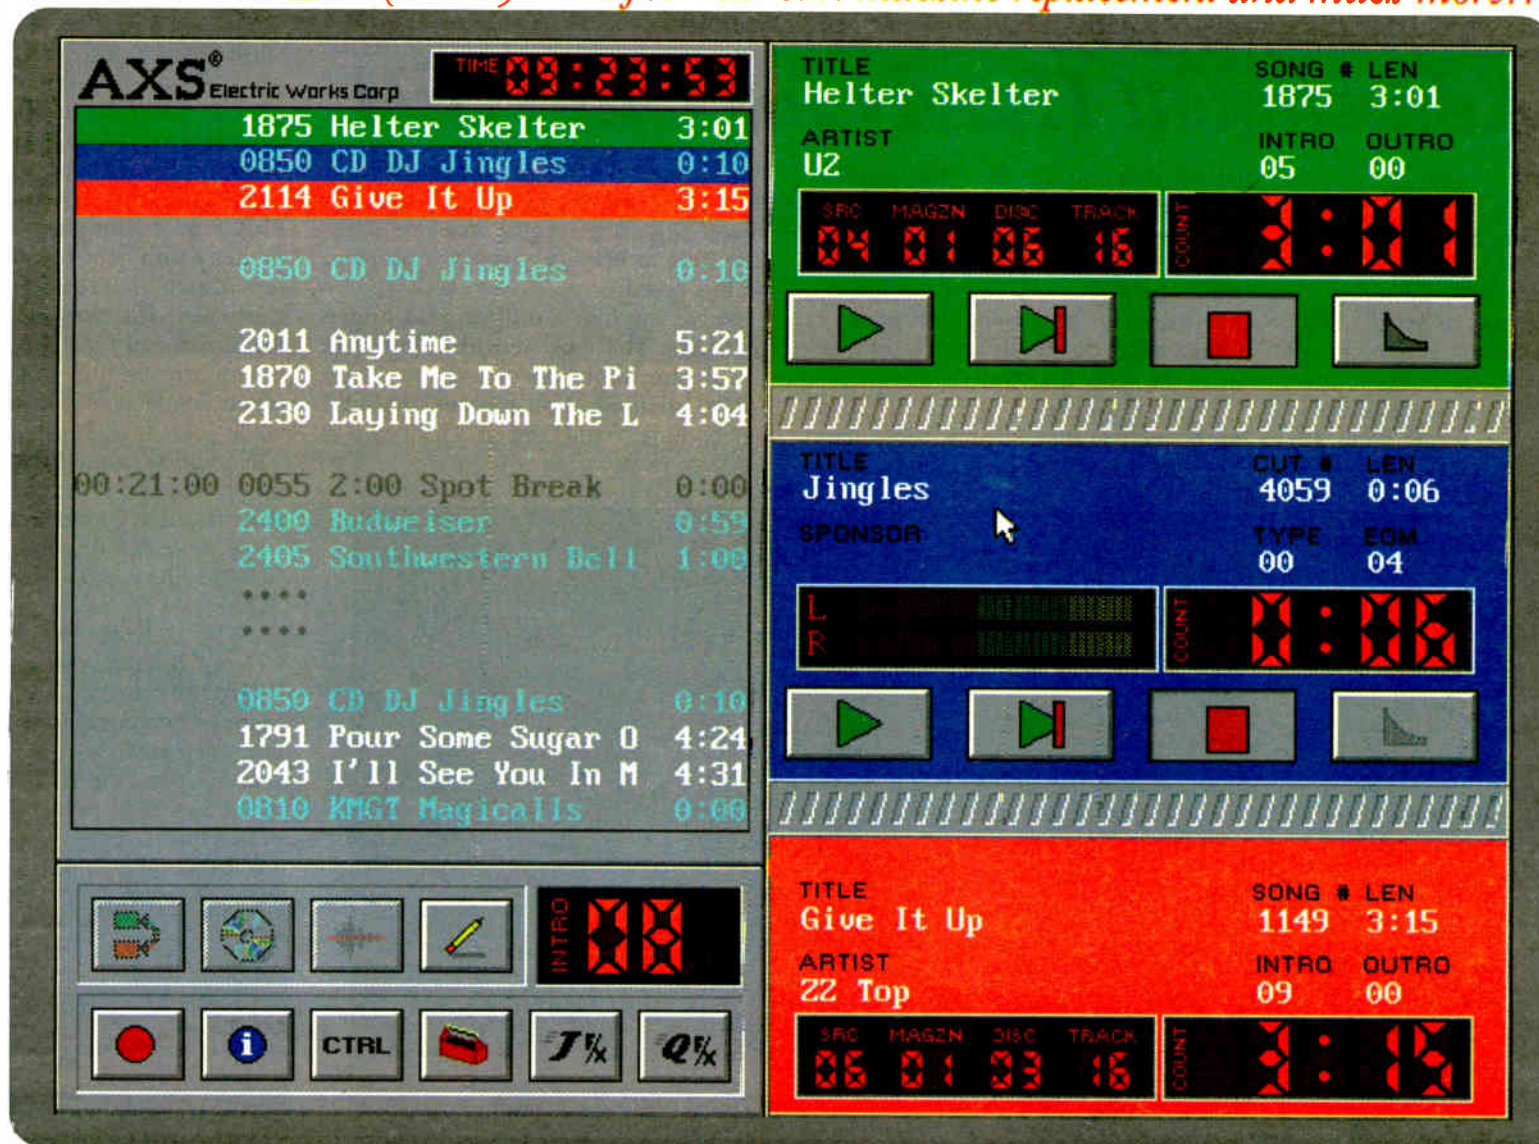 replacement and much more!!
AXS® Electric Works Corp
TIME 09:23:53
1875 Helter Skelter 3:01
0850 CD DJ Jingles 0:10
2114 Give It Up 3:15
0850 CD DJ Jingles 0:10
2011 Anytime 5:21
1870 Take Me To The Pi 3:57
2130 Laying Down The L 4:04
00:21:00 0055 2:00 Spot Break 0:00
2400 Budweiser 0:59
2405 Southwestern Bell 1:00
****
****
0850 CD DJ Jingles 0:10
1791 Pour Some Sugar O 4:24
2043 I'll See You In M 4:31
0810 KMGT Magicalls 0:00
INTRO
CTRL
J F/X
Q F/X
TITLE SONG # LEN
Helter Skelter 1875 3:01
ARTIST INTRO OUTRO
U2 05 00
SRC MAGZN DISC TRACK
04 01 06 16
COUNT 3:01
TITLE CUT # LEN
Jingles 4059 0:06
SPONSOR TYPE EOM
00 04
L
R
COUNT 0:06
TITLE SONG # LEN
Give It Up 1149 3:15
ARTIST INTRO OUTRO
ZZ Top 09 00
SRC MAGZN DISC TRACK
06 01 03 16
COUNT 3:15